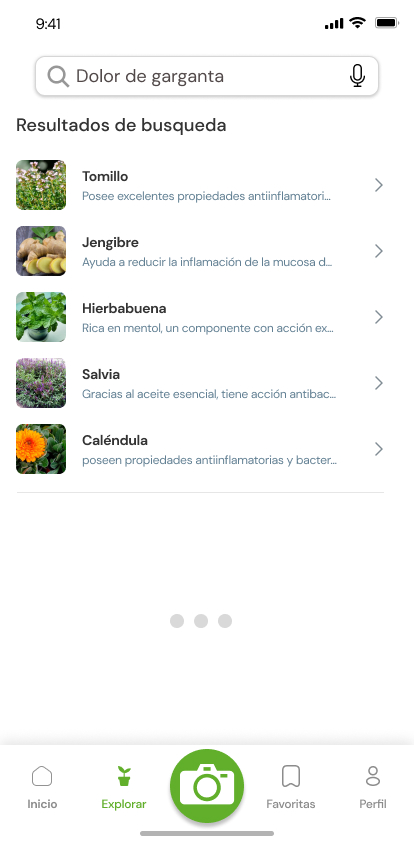 9:41
Dolor de garganta
Resultados de busqueda
Tomillo
Posee excelentes propiedades antiinflamatori...
Jengibre
Ayuda a reducir la inflamación de la mucosa d...
Hierbabuena
Rica en mentol, un componente con acción ex...
Salvia
Gracias al aceite esencial, tiene acción antibac...
Caléndula
poseen propiedades antiinflamatorias y bacter...
Inicio
Explorar
Favoritas
Perfil